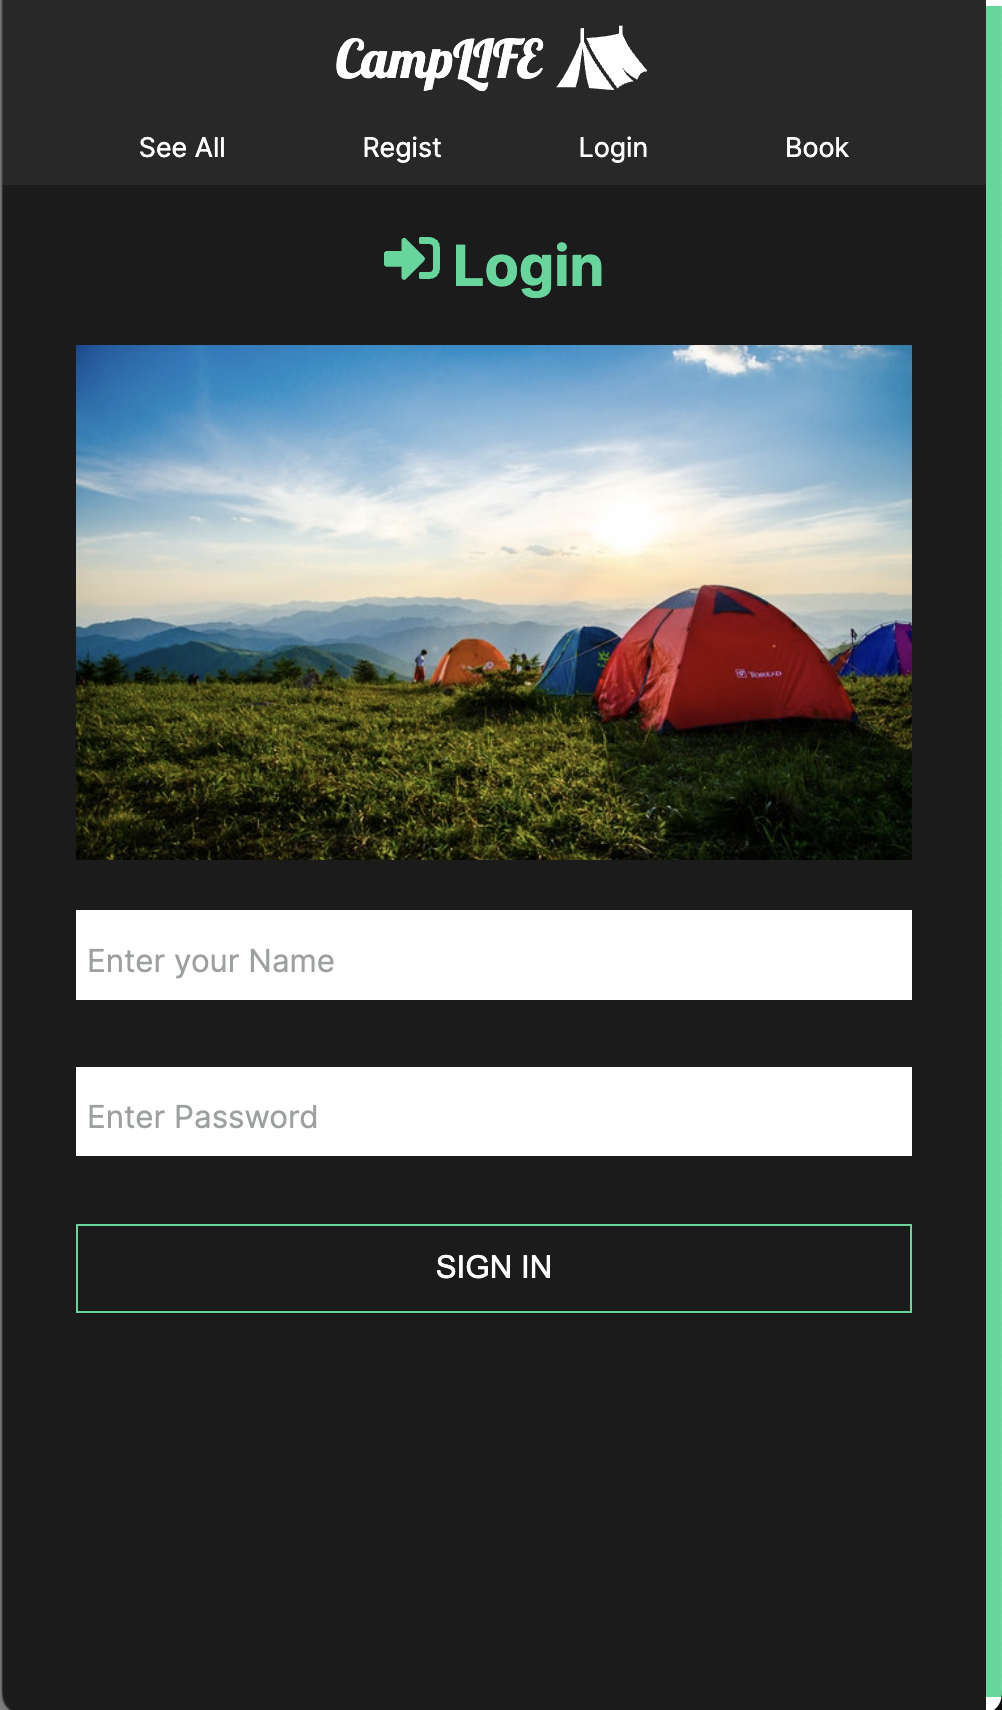 CampLIFE
See All Regist Login Book
Login
TOREAD
Enter your Name
Enter Password
SIGN IN